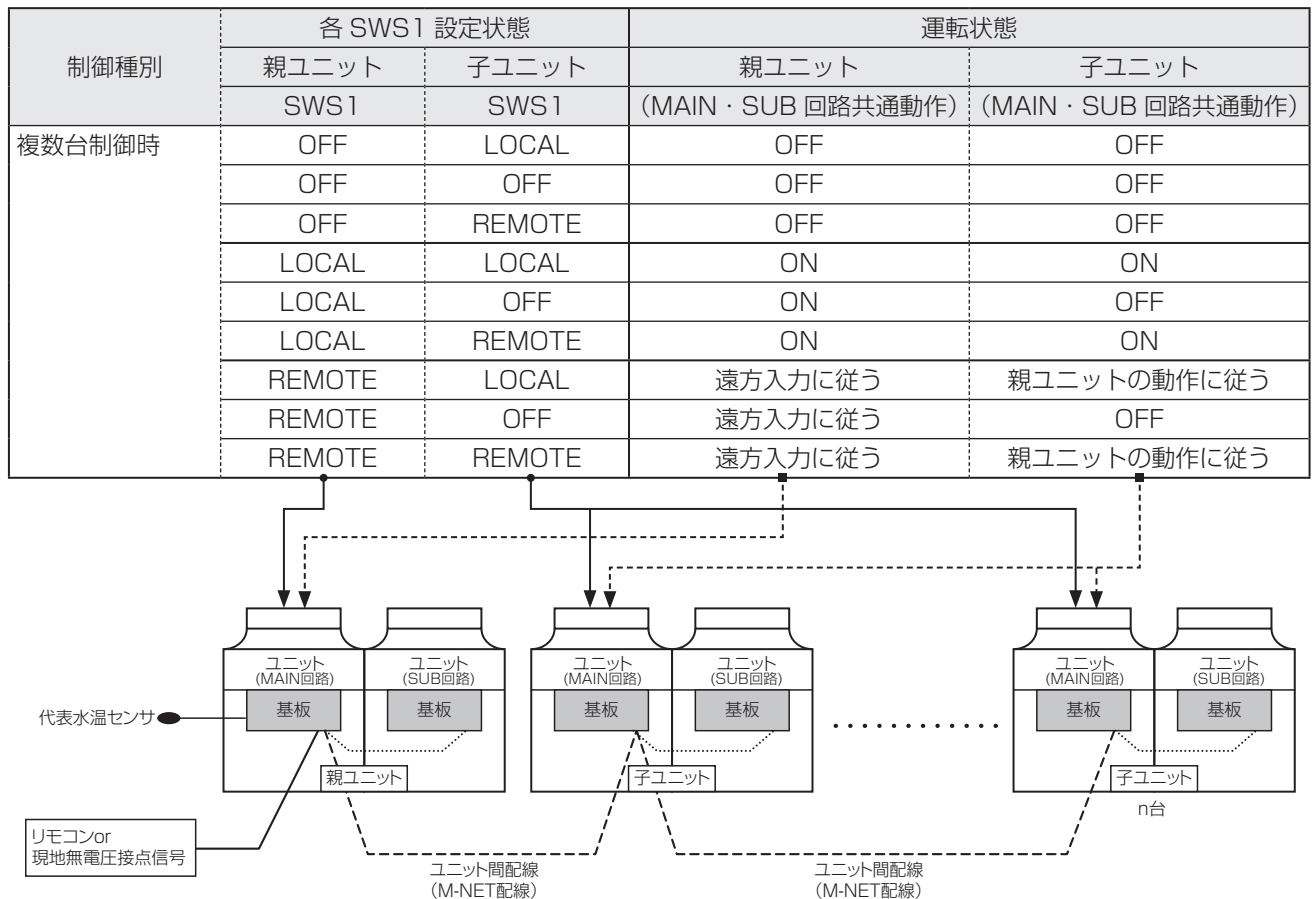 制御種別 各 SWS1 設定状態 運転状態
親ユニット 子ユニット 親ユニット 子ユニット
SWS1 SWS1 (MAIN・SUB 回路共通動作) (MAIN・SUB 回路共通動作)
複数台制御時 OFF LOCAL OFF OFF
OFF OFF OFF OFF
OFF REMOTE OFF OFF
LOCAL LOCAL ON ON
LOCAL OFF ON OFF
LOCAL REMOTE ON ON
REMOTE LOCAL 遠方入力に従う 親ユニットの動作に従う
REMOTE OFF 遠方入力に従う OFF
REMOTE REMOTE 遠方入力に従う 親ユニットの動作に従う
ユニット ユニット ユニット ユニット ユニット ユニット
(MAIN回路) (SUB回路) (MAIN回路) (SUB回路) (MAIN回路) (SUB回路)
代表水温センサ 基板 基板 基板 基板 基板 基板
親ユニット 子ユニット 子ユニット
n台
リモコンor
現地無電圧接点信号
ユニット間配線 ユニット間配線
(M-NET配線) (M-NET配線)